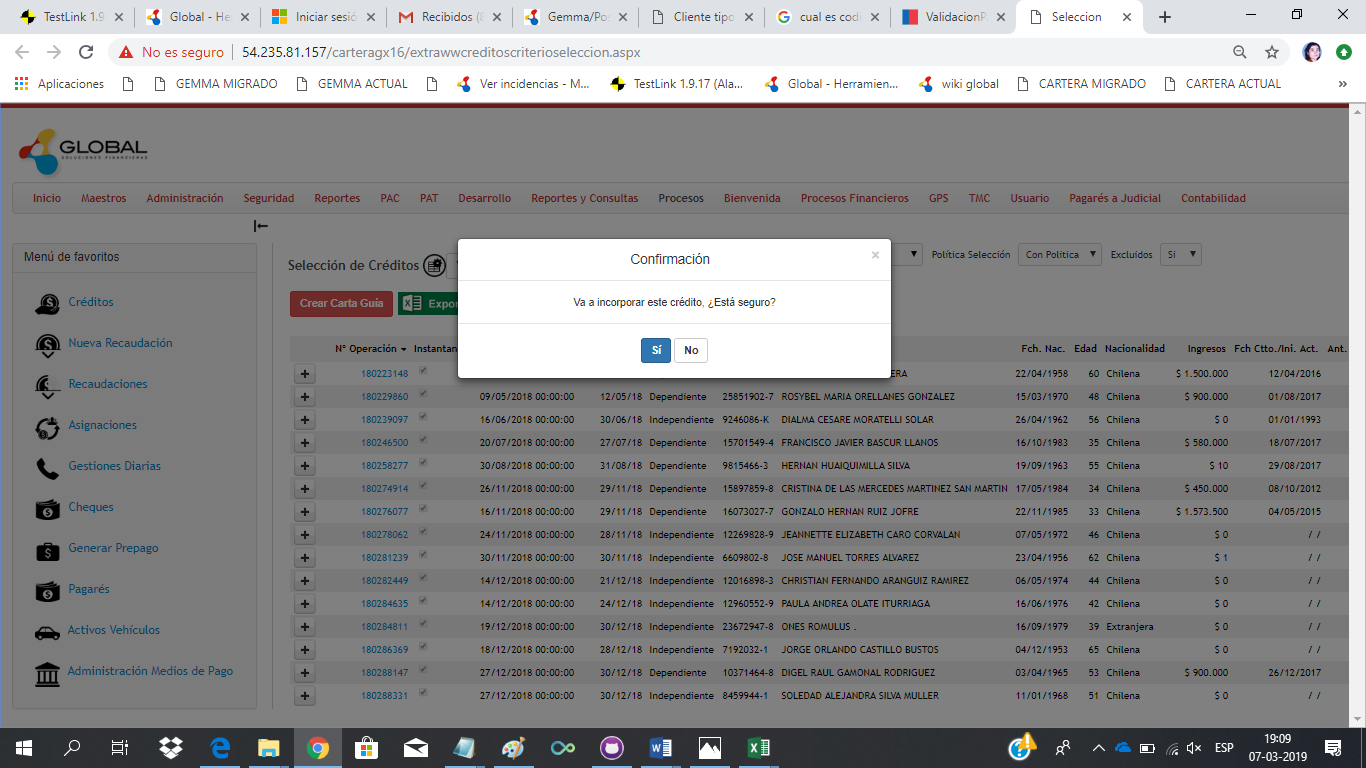 TestLink 1.9
Global - He
Iniciar sesió
Recibidos (8
Gemma/Pos
Cliente tipo
cual es codi
ValidacionP
Seleccion
No es seguro
54.235.81.157/carteragx16/extrawwcreditoscriterioseleccion.aspx
Aplicaciones
GEMMA MIGRADO
GEMMA ACTUAL
Ver incidencias - M...
TestLink 1.9.17 (Ala...
Global - Herramien...
wiki global
CARTERA MIGRADO
CARTERA ACTUAL
»
GLOBAL
SOLUCIONES FINANCIERAS
Inicio Maestros Administración Seguridad Reportes PAC PAT Desarrollo Reportes y Consultas Procesos Bienvenida Procesos Financieros GPS TMC Usuario Pagarés a Judicial Contabilidad
Menú de favoritos
Créditos
Nueva Recaudación
Recaudaciones
Asignaciones
Gestiones Diarias
Cheques
Generar Prepago
Pagarés
Activos Vehículos
Administración Medios de Pago
Selección de Créditos
Política Selección Con Política Excluidos Si
Crear Carta Guía
Expor
Confirmación
×
Va a incorporar este crédito, ¿Está seguro?
Sí No
N° Operación Instantan Fch. Nac. Edad Nacionalidad Ingresos Fch Ctto./Ini. Act. Ant.
180223148 ERA 22/04/1958 60 Chilena $ 1.500.000 12/04/2016
180229860 09/05/2018 00:00:00 12/05/18 Dependiente 25851902-7 ROSYBEL MARIA ORELLANES GONZALEZ 15/03/1970 48 Chilena $ 900.000 01/08/2017
180239097 16/06/2018 00:00:00 30/06/18 Independiente 9246086-K DIALMA CESARE MORATELLI SOLAR 26/04/1962 56 Chilena $ 0 01/01/1993
180246500 20/07/2018 00:00:00 27/07/18 Dependiente 15701549-4 FRANCISCO JAVIER BASCUR LLANOS 16/10/1983 35 Chilena $ 580.000 18/07/2017
180258277 30/08/2018 00:00:00 31/08/18 Dependiente 9815466-3 HERNAN HUAIQUIMILLA SILVA 19/09/1963 55 Chilena $ 10 29/08/2017
180274914 26/11/2018 00:00:00 29/11/18 Dependiente 15897859-8 CRISTINA DE LAS MERCEDES MARTINEZ SAN MARTIN 17/05/1984 34 Chilena $ 450.000 08/10/2012
180276077 16/11/2018 00:00:00 29/11/18 Dependiente 16073027-7 GONZALO HERNAN RUIZ JOFRE 22/11/1985 33 Chilena $ 1.573.500 04/05/2015
180278062 24/11/2018 00:00:00 28/11/18 Independiente 12269828-9 JEANNETTE ELIZABETH CARO CORVALAN 07/05/1972 46 Chilena $ 0 / /
180281239 30/11/2018 00:00:00 30/11/18 Independiente 6609802-8 JOSE MANUEL TORRES ALVAREZ 23/04/1956 62 Chilena $ 1 / /
180282449 14/12/2018 00:00:00 21/12/18 Independiente 12016898-3 CHRISTIAN FERNANDO ARANGUIZ RAMIREZ 06/05/1974 44 Chilena $ 0 / /
180284635 14/12/2018 00:00:00 24/12/18 Independiente 12960552-9 PAULA ANDREA OLATE ITURRIAGA 16/06/1976 42 Chilena $ 0 / /
180284811 19/12/2018 00:00:00 30/12/18 Independiente 23672947-8 ONES ROMULUS . 16/09/1979 39 Extranjera $ 0 / /
180286369 18/12/2018 00:00:00 28/12/18 Independiente 7192032-1 JORGE ORLANDO CASTILLO BUSTOS 04/12/1953 65 Chilena $ 0 / /
180288147 27/12/2018 00:00:00 30/12/18 Dependiente 10371464-8 DIGEL RAUL GAMONAL RODRIGUEZ 03/04/1965 53 Chilena $ 900.000 26/12/2017
180288331 27/12/2018 00:00:00 30/12/18 Independiente 8459944-1 SOLEDAD ALEJANDRA SILVA MULLER 11/01/1968 51 Chilena $ 0 / /
ESP
19:09
07-03-2019